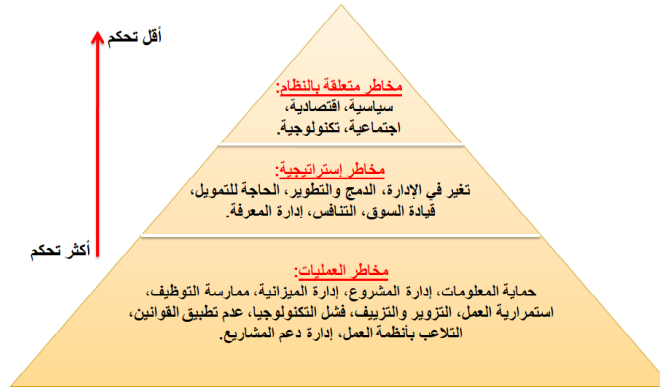 أقل تحكم
مخاطر متعلقة بالنظام:
سياسية، اقتصادية،
اجتماعية، تكنولوجية.
مخاطر إستراتيجية:
تغير في الإدارة، الدمج والتطوير، الحاجة للتمويل،
قيادة السوق، التنافس، إدارة المعرفة.
أكثر تحكم
مخاطر العمليات:
حماية المعلومات، إدارة المشروع، إدارة الميزانية، ممارسة التوظيف،
استمرارية العمل، التزوير والتزييف، فشل التكنولوجيا، عدم تطبيق القوانين،
التلاعب بأنظمة العمل، إدارة دعم المشاريع.